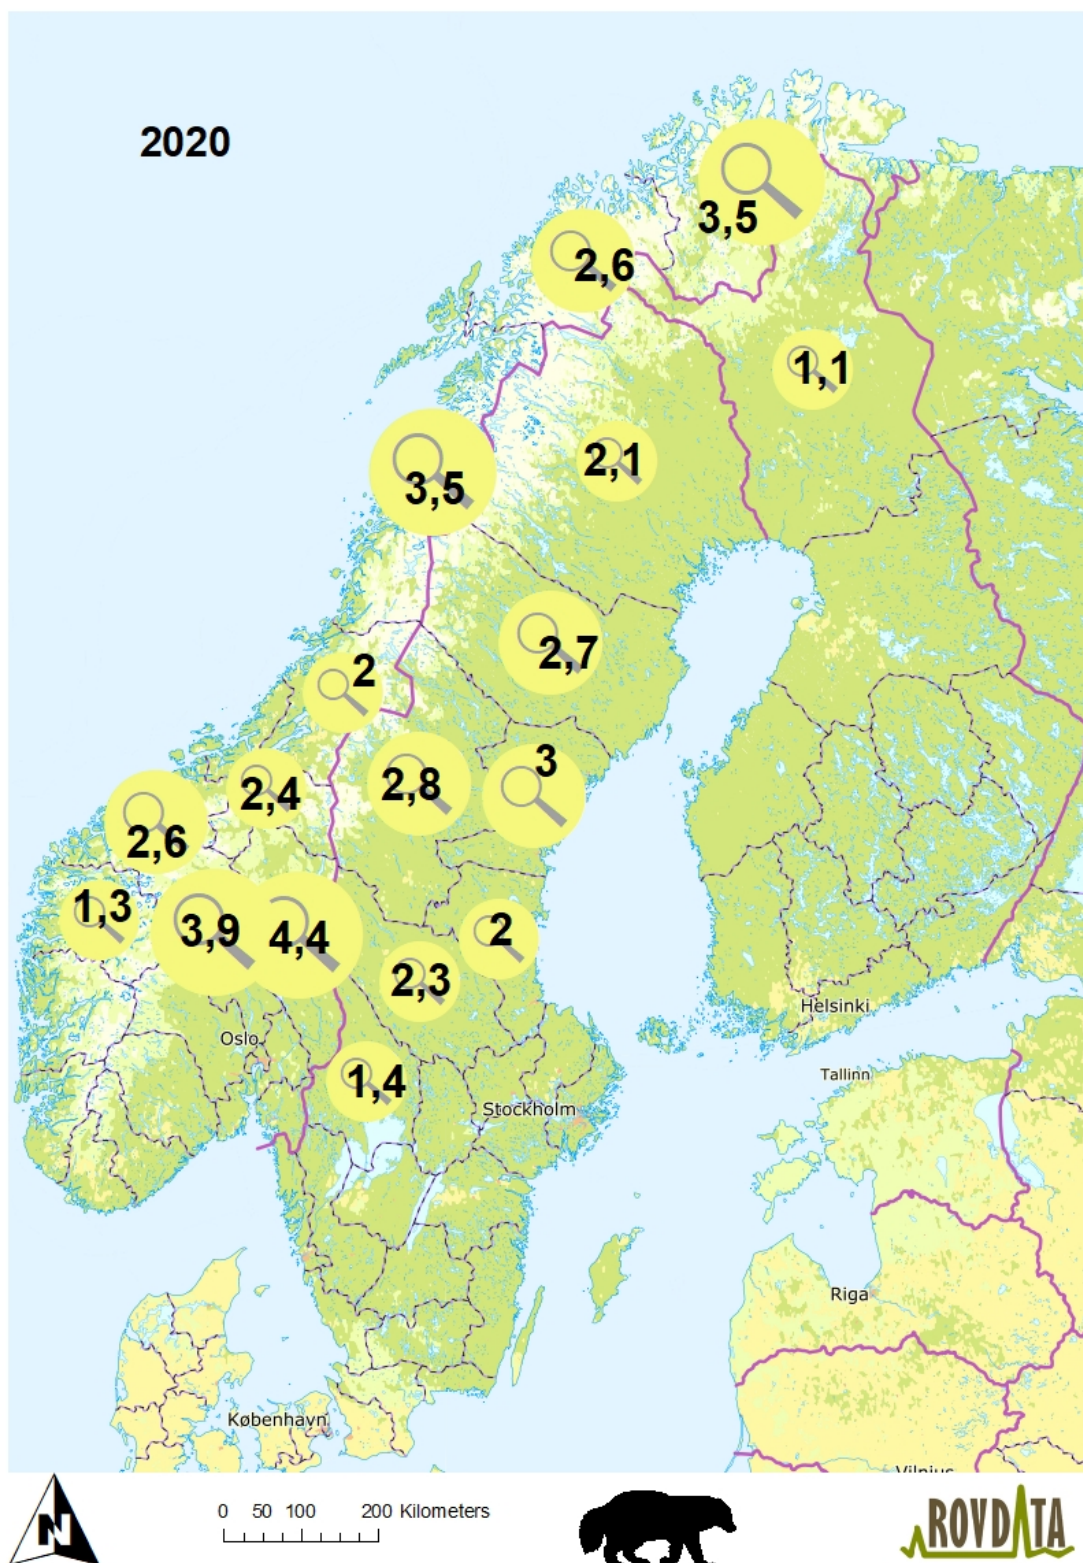 2020
3,5
2,6
1,1
2,1
3,5
2,7
2
3
2,8
2,4
2,6
1,3
3,9
4,4
2
2,3
Helsinki
Oslo
Tallinn
1,4
Stockholm
Riga
København
Vilnius
0 50 100 200 Kilometers
N
ROVDATA